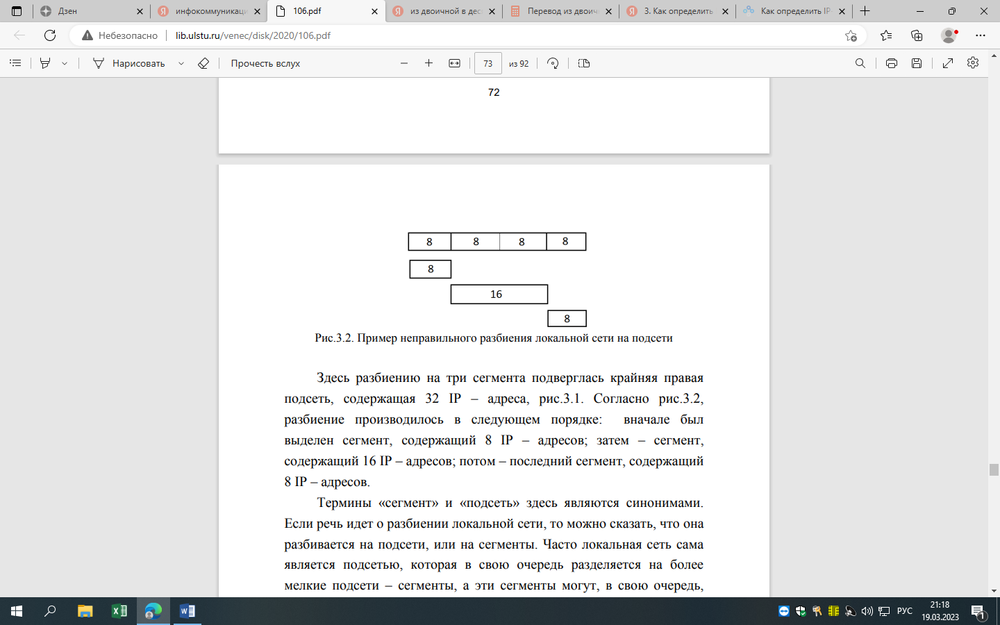 Дзен
инфокоммуникаци
106.pdf
из двоичной в дес
Перевод из двоичн
3. Как определить
Как определить IP-
Небезопасно
lib.ulstu.ru/venec/disk/2020/106.pdf
Нарисовать
Прочесть вслух
73
из 92
72
8 8 8 8
8
16
8
Рис.3.2. Пример неправильного разбиения локальной сети на подсети
Здесь разбиению на три сегмента подверглась крайняя правая
подсеть, содержащая 32 IP – адреса, рис.3.1. Согласно рис.3.2,
разбиение производилось в следующем порядке: вначале был
выделен сегмент, содержащий 8 IP – адресов; затем – сегмент,
содержащий 16 IP – адресов; потом – последний сегмент, содержащий
8 IP – адресов.
Термины «сегмент» и «подсеть» здесь являются синонимами.
Если речь идет о разбиении локальной сети, то можно сказать, что она
разбивается на подсети, или на сегменты. Часто локальная сеть сама
является подсетью, которая в свою очередь разделяется на более
мелкие подсети – сегменты, а эти сегменты могут, в свою очередь,
РУС
21:18
19.03.2023
1